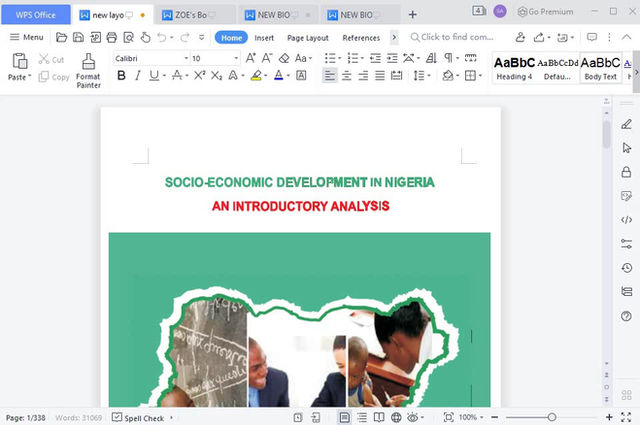 WPS Office
new layo
ZOE's Bo
NEW BIO
NEW BIO
+
4
SA
Go Premium
Menu
Home
Insert
Page Layout
References
Click to find com...
Paste
Cut
Copy
Format
Painter
Calibri
10
AaBbC
AaBbCcDd
AaBbC
Heading 4
Defau...
Body Text
SOCIO-ECONOMIC DEVELOPMENT IN NIGERIA
AN INTRODUCTORY ANALYSIS
Page: 1/338
Words: 31069
Spell Check
100%